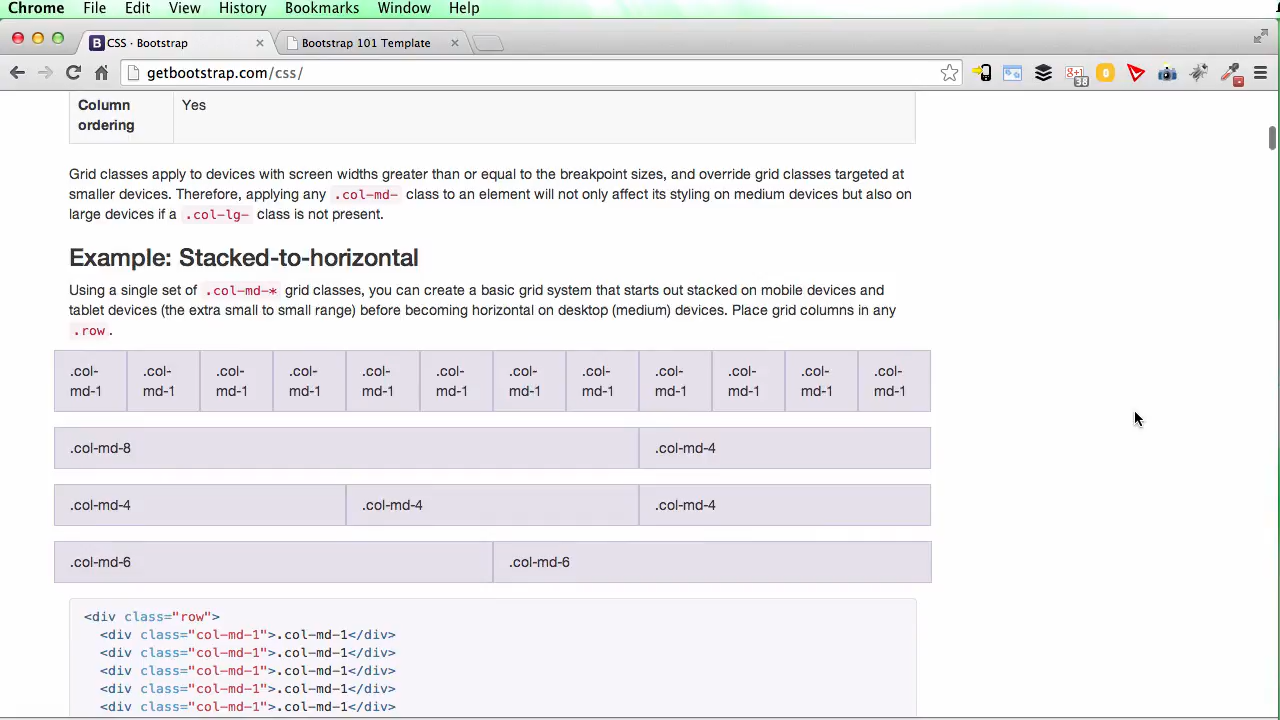 Chrome File Edit View History Bookmarks Window Help
CSS · Bootstrap Bootstrap 101 Template
getbootstrap.com/css/
38
0
Column
ordering
Yes
Grid classes apply to devices with screen widths greater than or equal to the breakpoint sizes, and override grid classes targeted at
smaller devices. Therefore, applying any .col-md- class to an element will not only affect its styling on medium devices but also on
large devices if a .col-lg- class is not present.
Example: Stacked-to-horizontal
Using a single set of .col-md-* grid classes, you can create a basic grid system that starts out stacked on mobile devices and
tablet devices (the extra small to small range) before becoming horizontal on desktop (medium) devices. Place grid columns in any
.row .
.col- .col- .col- .col- .col- .col- .col- .col- .col- .col- .col- .col-
md-1 md-1 md-1 md-1 md-1 md-1 md-1 md-1 md-1 md-1 md-1 md-1
.col-md-8 .col-md-4
.col-md-4 .col-md-4 .col-md-4
.col-md-6 .col-md-6
<div class="row">
<div class="col-md-1">.col-md-1</div>
<div class="col-md-1">.col-md-1</div>
<div class="col-md-1">.col-md-1</div>
<div class="col-md-1">.col-md-1</div>
<div class="col-md-1">.col-md-1</div>